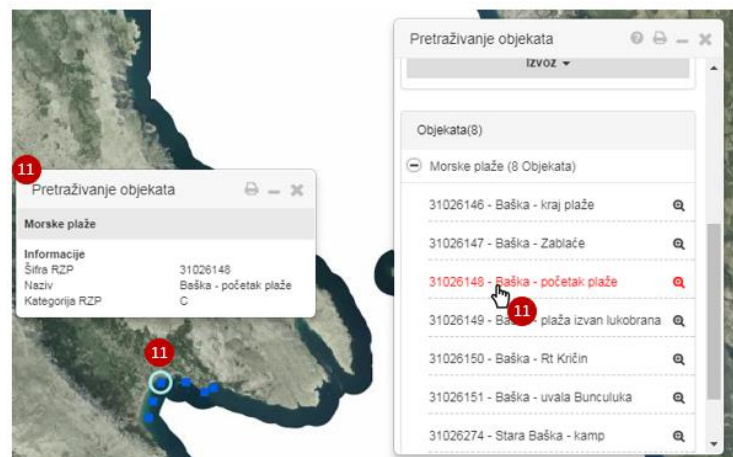 11
Pretraživanje objekata
Morske plaže
Informacije
Šifra RZP 31026148
Naziv Baška - početak plaže
Kategorija RZP C
11
Pretraživanje objekata
Izvoz
Objekata(8)
Morske plaže (8 Objekata)
31026146 - Baška - kraj plaže
31026147 - Baška - Zablaće
31026148 - Baška - početak plaže
11
31026149 - Baška - plaža izvan lukobrana
31026150 - Baška - Rt Kričin
31026151 - Baška - uvala Bunculuka
31026274 - Stara Baška - kamp